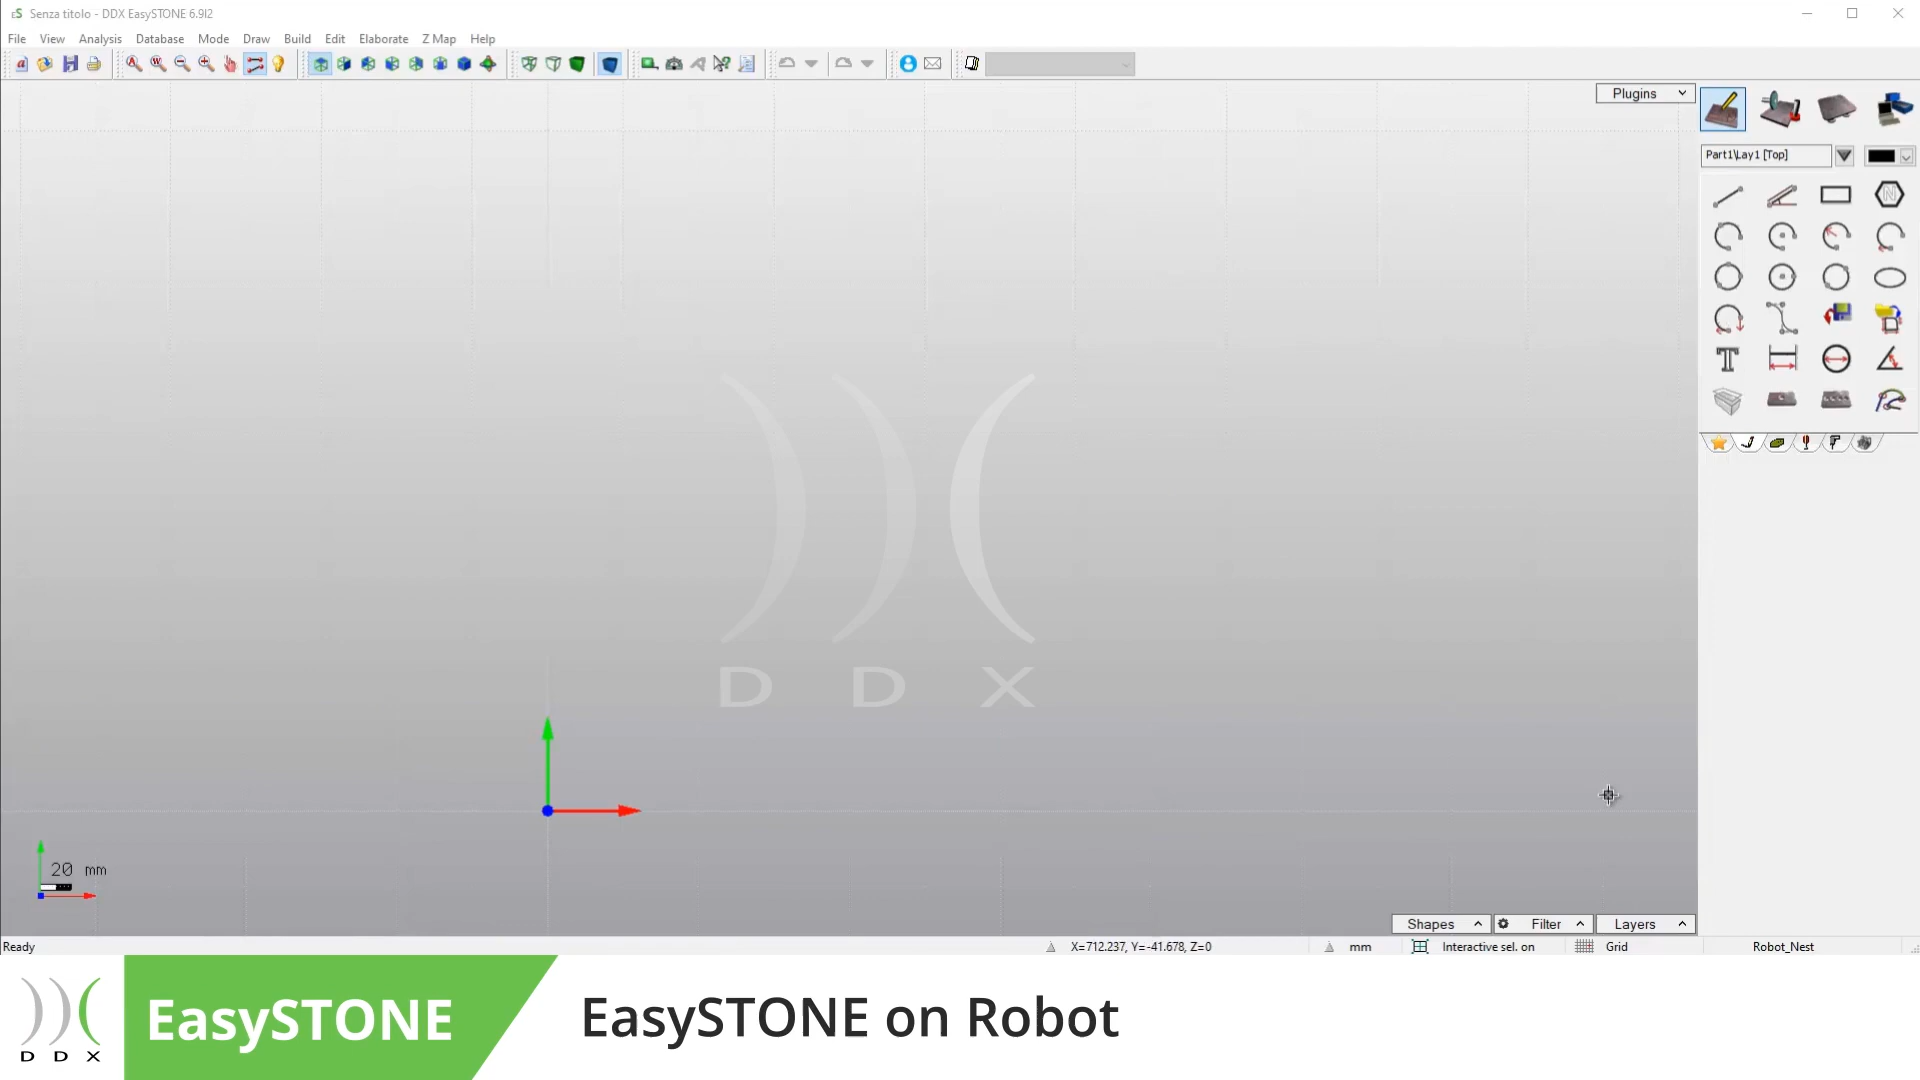 Senza titolo - DDX EasySTONE 6.9I2
File View Analysis Database Mode Draw Build Edit Elaborate Z Map Help
Plugins
Part1\Lay1 [Top]
D D X
20 mm
Shapes Filter Layers
Ready X=712.237, Y=-41.678, Z=0 mm Interactive sel. on Grid Robot_Nest
D D X
EasySTONE
EasySTONE on Robot